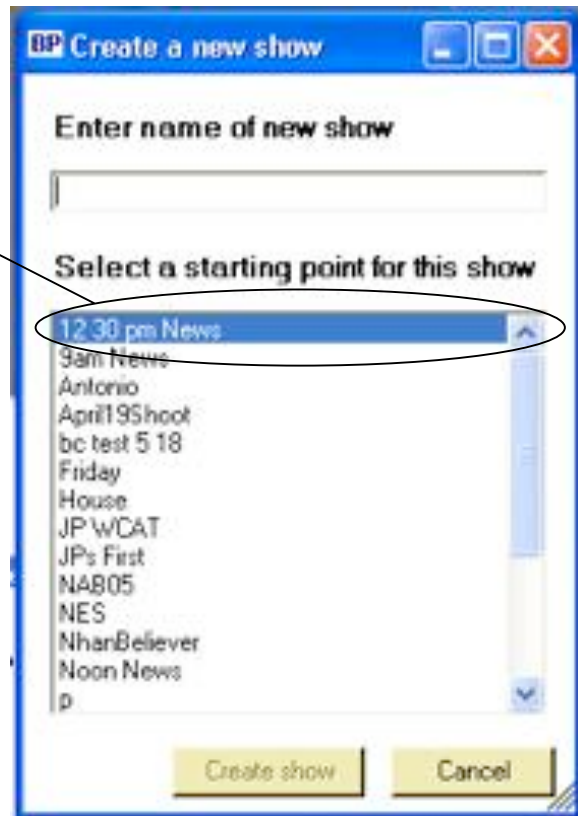 BP Create a new show
Enter name of new show
Select a starting point for this show
12 30 pm News
9am News
Antonio
April19Shoot
bc test 5 18
Friday
House
JP WCAT
JPs First
NAB05
NES
NhanBeliever
Noon News
p
Create show Cancel